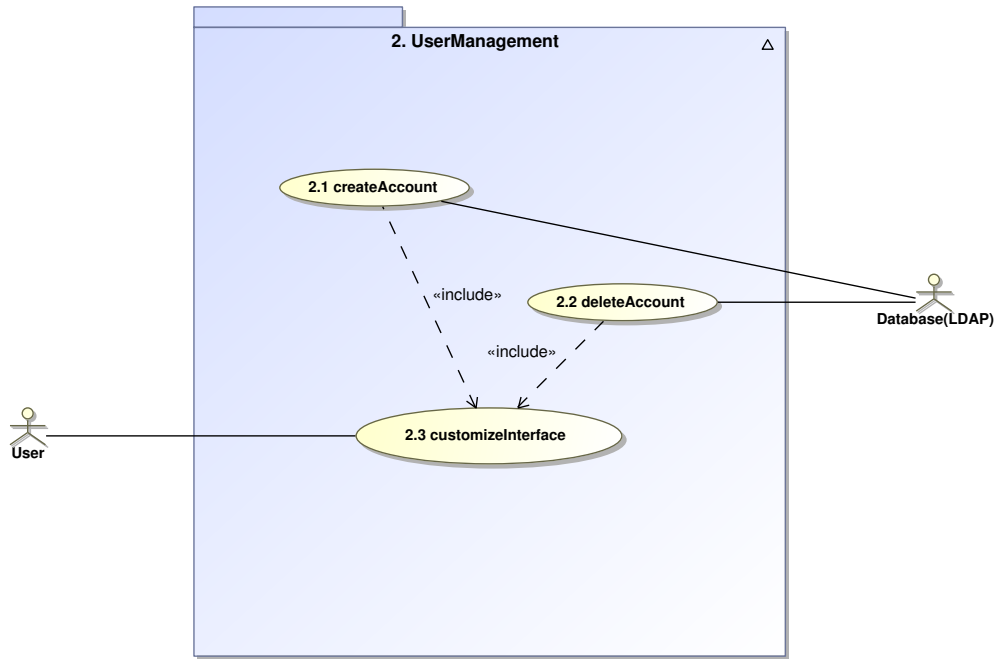 2. UserManagement
2.1 createAccount
«include»
2.2 deleteAccount
Database(LDAP)
«include»
2.3 customizeInterface
User